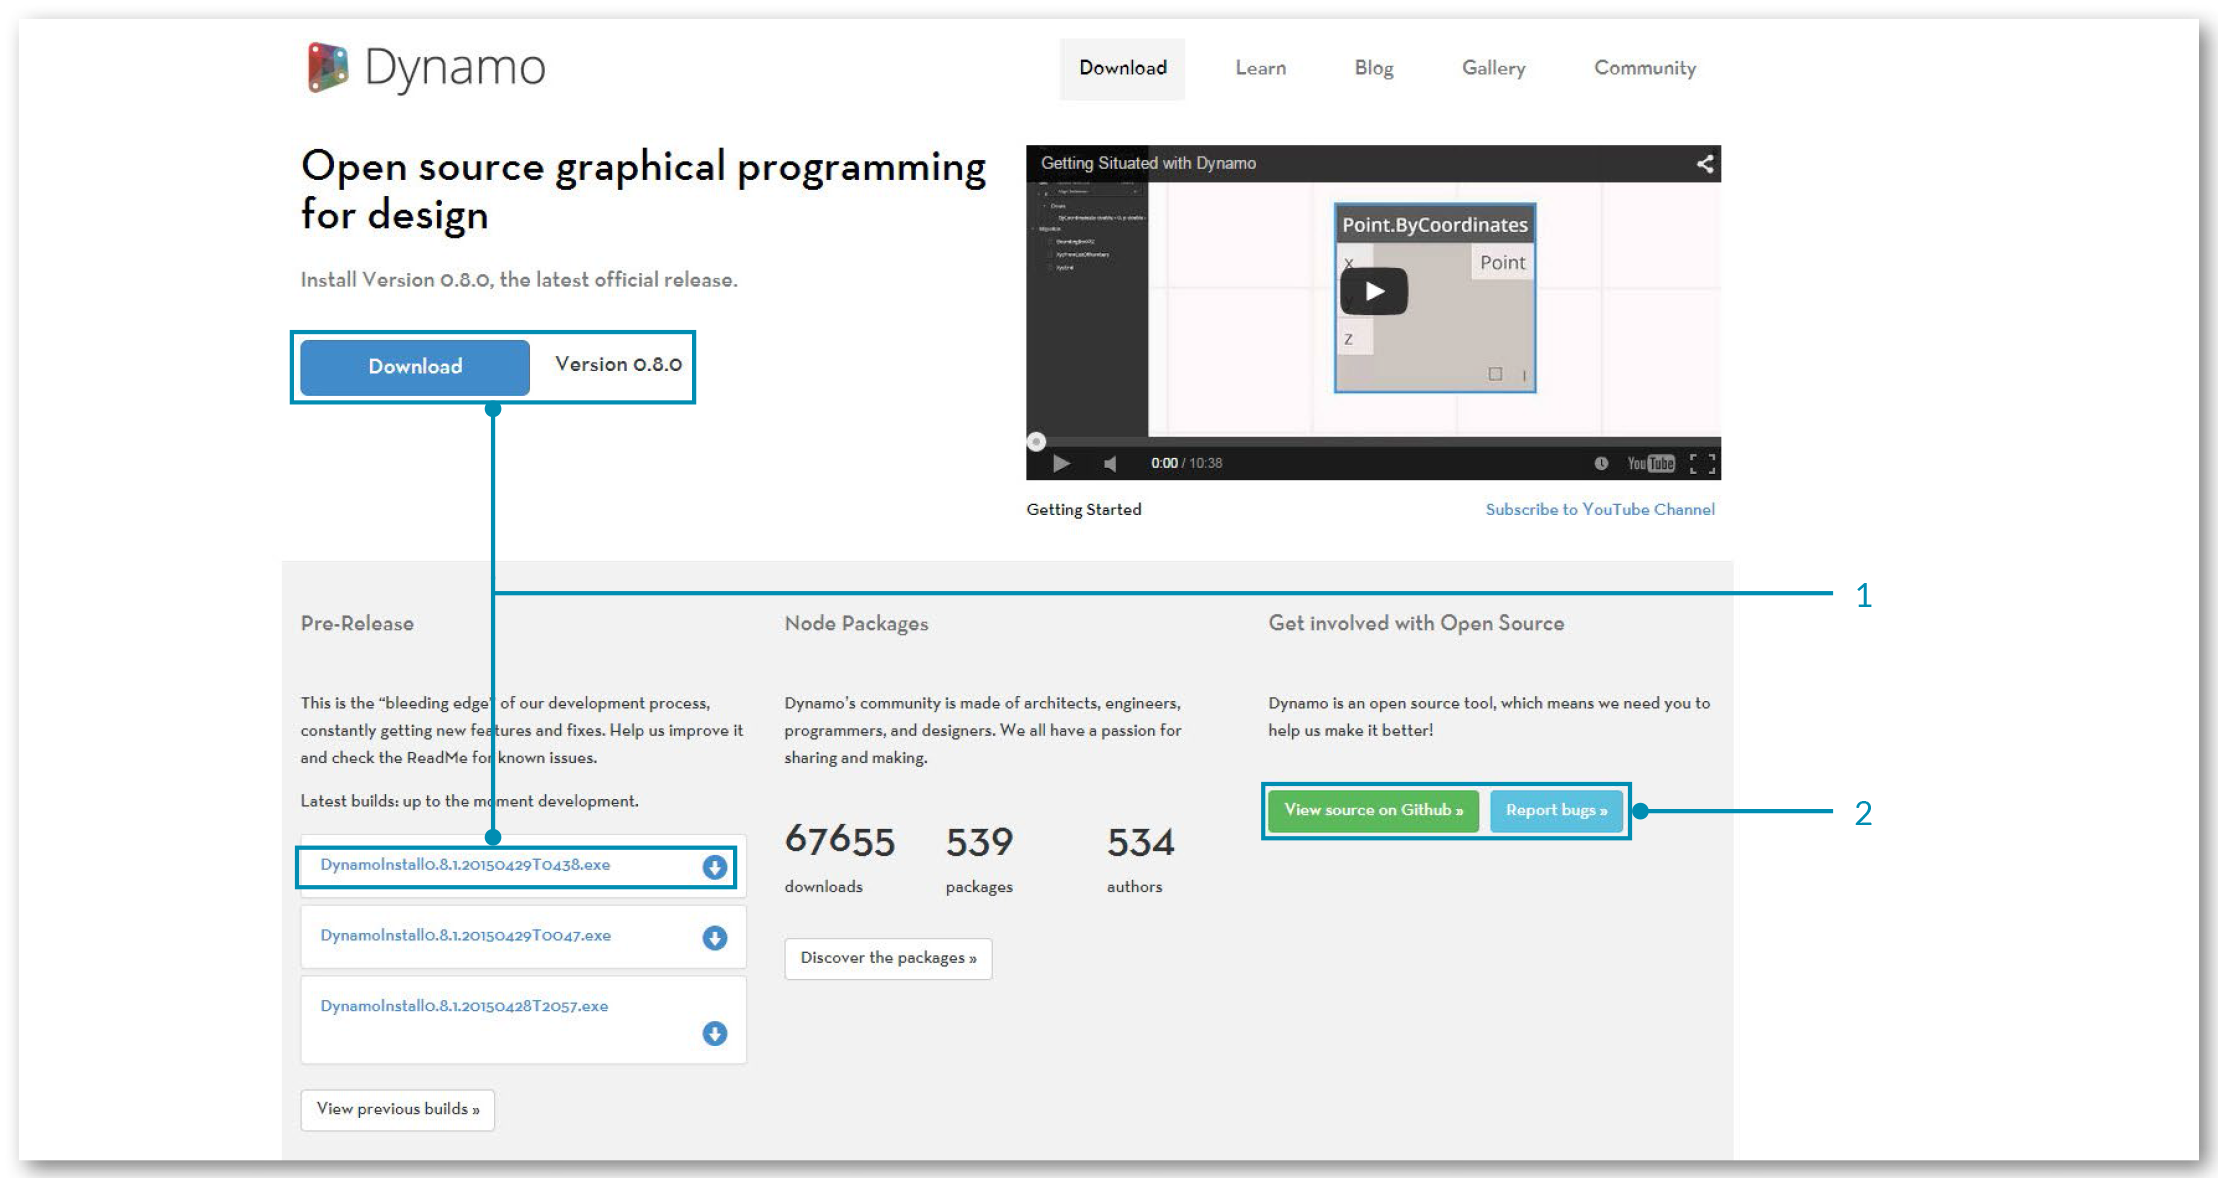 Dynamo
Download
Learn
Blog
Gallery
Community
Open source graphical programming
for design
Install Version 0.8.0, the latest official release.
Download
Version 0.8.0
Getting Situated with Dynamo
Point.ByCoordinates
x
Point
z
0:00 / 10:38
YouTube
Getting Started
Subscribe to YouTube Channel
1
Pre-Release
This is the “bleeding edge” of our development process,
constantly getting new features and fixes. Help us improve it
and check the ReadMe for known issues.
Latest builds: up to the moment development.
DynamoInstall0.8.1.20150429T0438.exe
DynamoInstall0.8.1.20150429T0047.exe
DynamoInstall0.8.1.20150428T2057.exe
View previous builds »
Node Packages
Dynamo's community is made of architects, engineers,
programmers, and designers. We all have a passion for
sharing and making.
67655
539
534
downloads
packages
authors
Discover the packages »
Get involved with Open Source
Dynamo is an open source tool, which means we need you to
help us make it better!
View source on Github »
Report bugs »
2